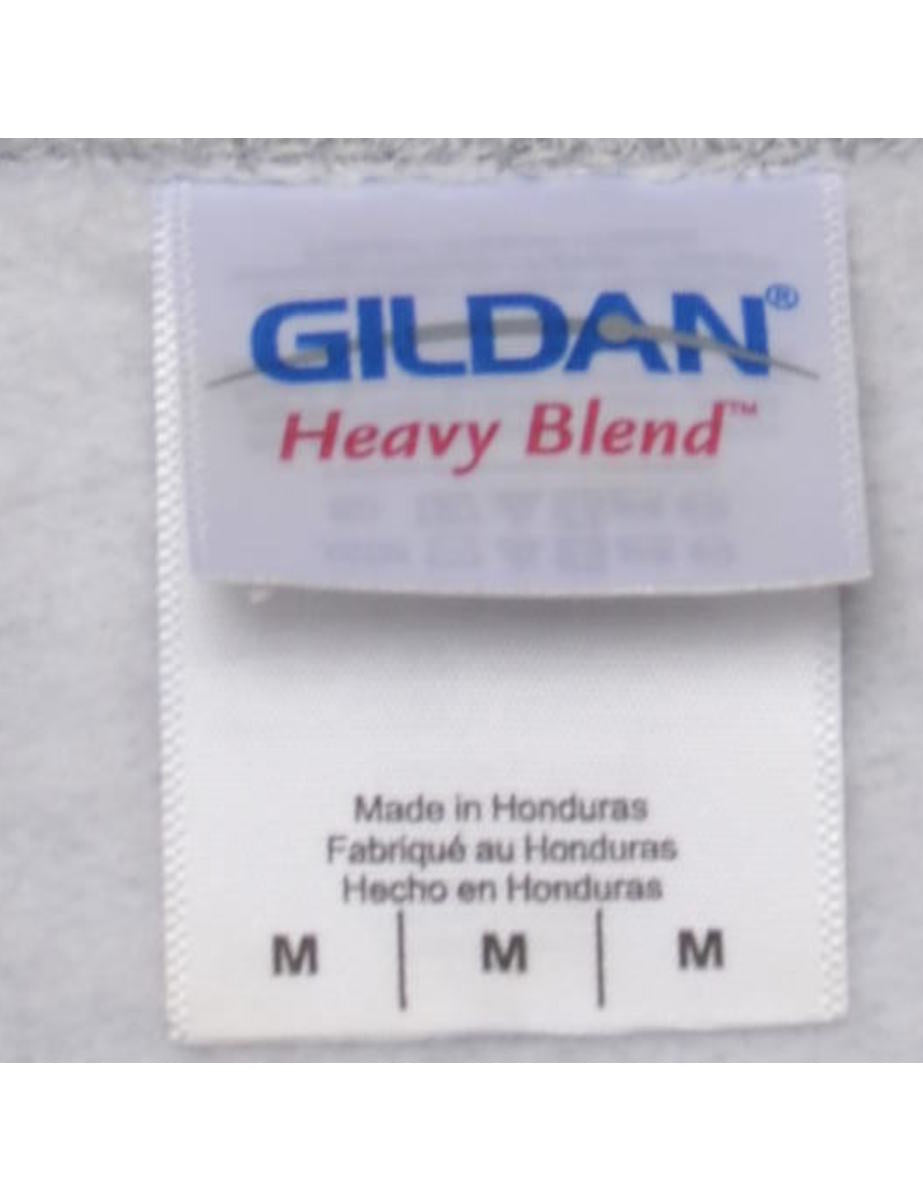 GILDAN®
Heavy Blend™
Made in Honduras
Fabriqué au Honduras
Hecho en Honduras
M | M | M